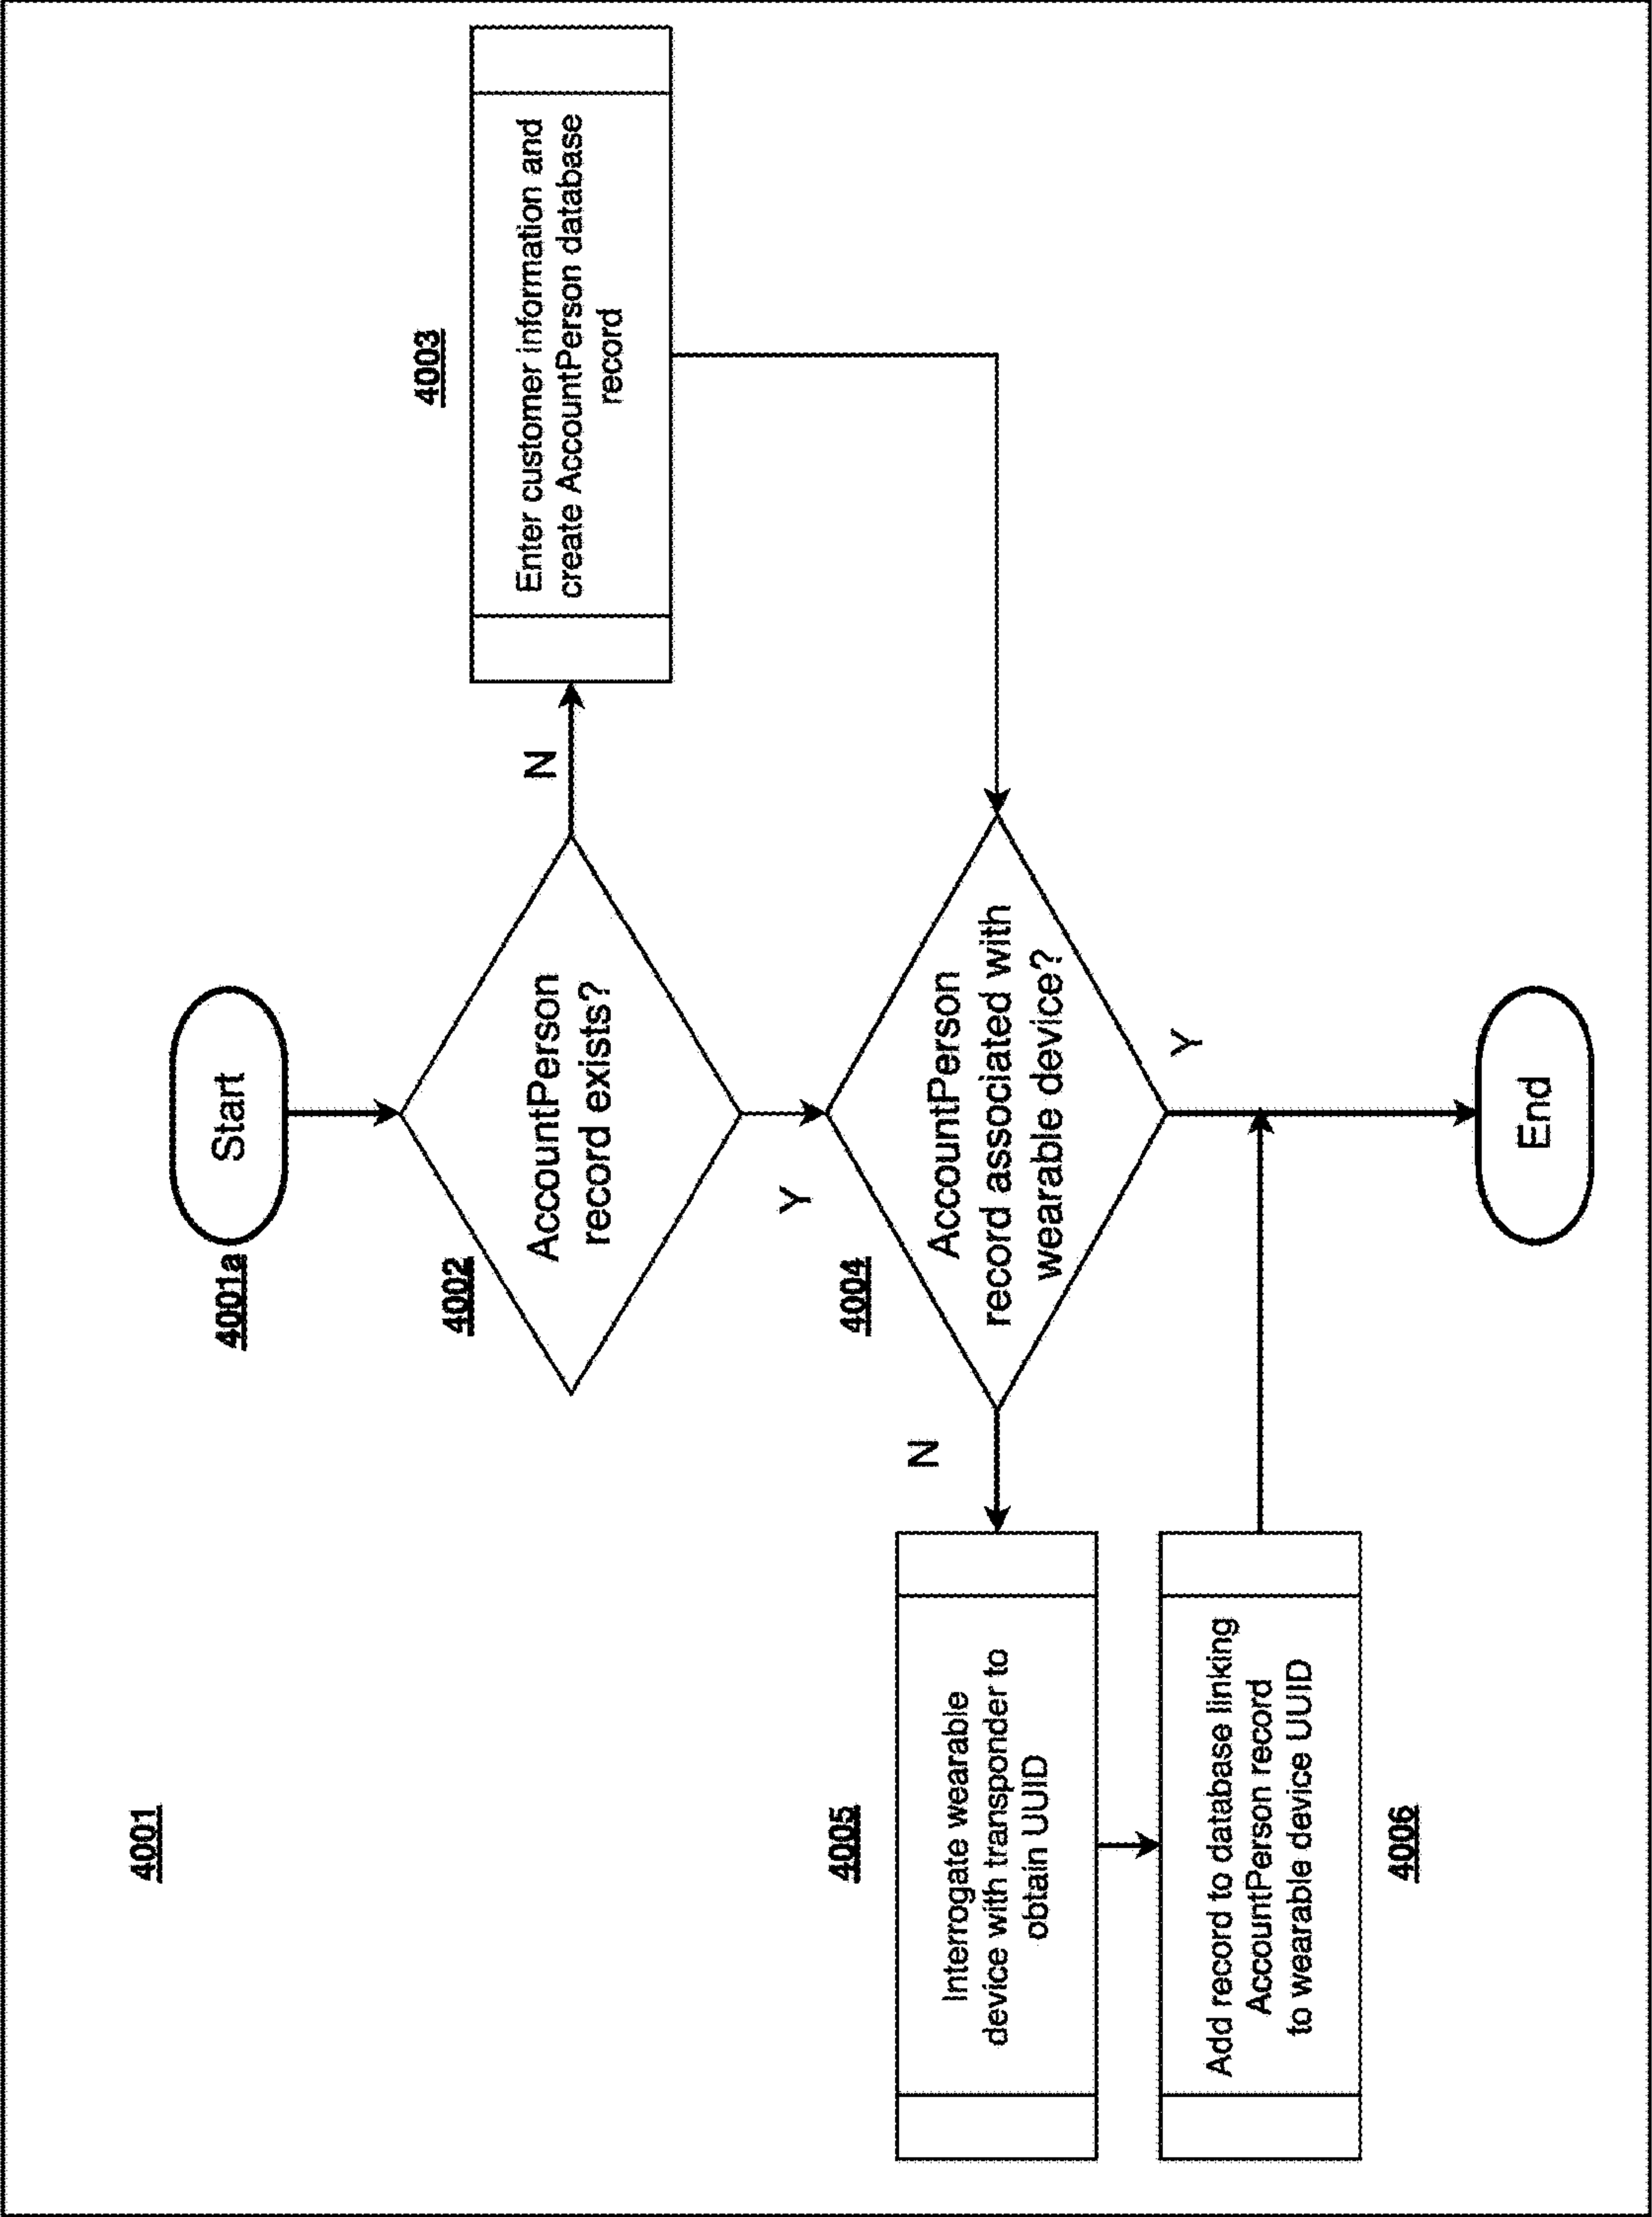 4001
4001a
Start
4002
AccountPerson
record exists?
N
4003
Enter customer information and
create AccountPerson database
record
Y
4004
AccountPerson
record associated with
wearable device?
N
Y
4005
Interrogate wearable
device with transponder to
obtain UUID
Add record to database linking
AccountPerson record
to wearable device UUID
4006
End